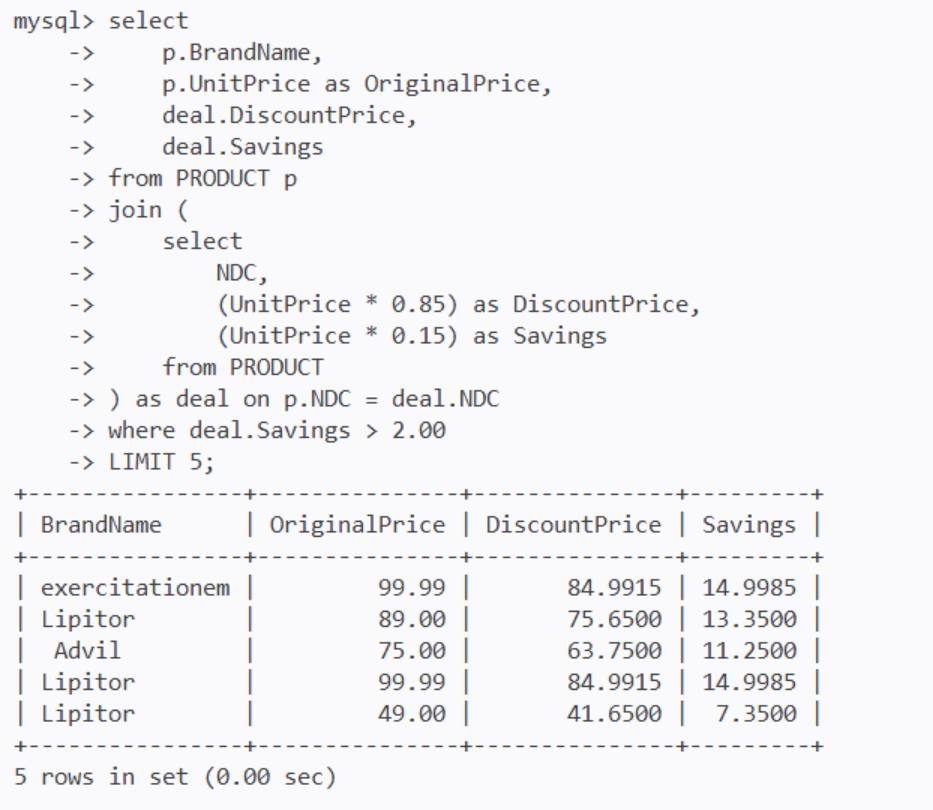 mysql> select
    ->     p.BrandName,
    ->     p.UnitPrice as OriginalPrice,
    ->     deal.DiscountPrice,
    ->     deal.Savings
    -> from PRODUCT p
    -> join (
    ->     select
    ->         NDC,
    ->         (UnitPrice * 0.85) as DiscountPrice,
    ->         (UnitPrice * 0.15) as Savings
    ->     from PRODUCT
    -> ) as deal on p.NDC = deal.NDC
    -> where deal.Savings > 2.00
    -> LIMIT 5;
+----------------+---------------+---------------+---------+
| BrandName      | OriginalPrice | DiscountPrice | Savings |
+----------------+---------------+---------------+---------+
| exercitationem |         99.99 |       84.9915 | 14.9985 |
| Lipitor        |         89.00 |       75.6500 | 13.3500 |
|  Advil         |         75.00 |       63.7500 | 11.2500 |
| Lipitor        |         99.99 |       84.9915 | 14.9985 |
| Lipitor        |         49.00 |       41.6500 |  7.3500 |
+----------------+---------------+---------------+---------+
5 rows in set (0.00 sec)